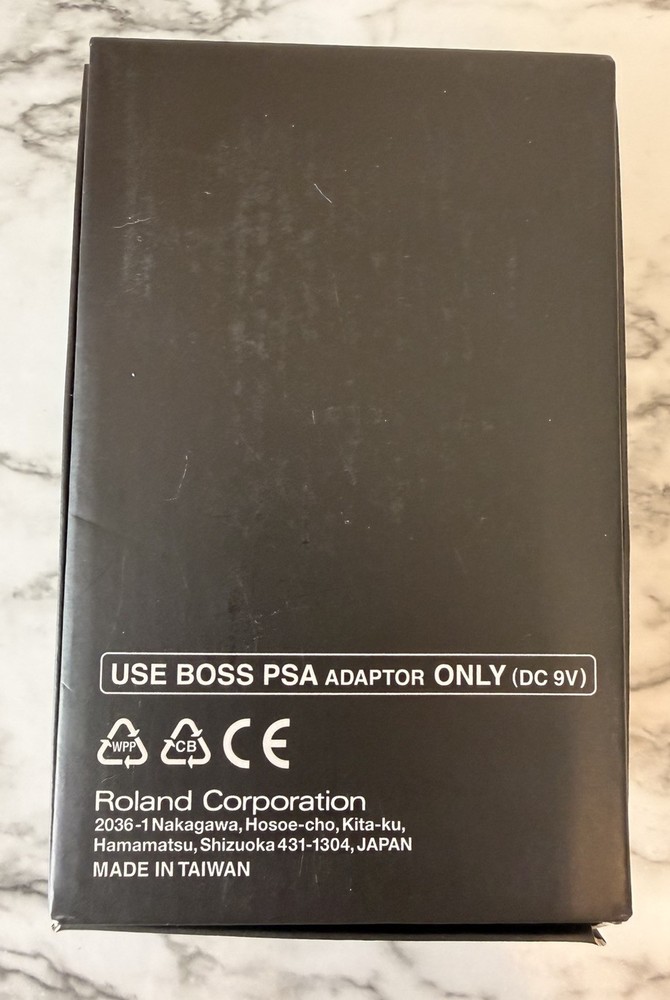 USE BOSS PSA ADAPTOR ONLY (DC 9V)
WPP CB CE
Roland Corporation
2036-1 Nakagawa, Hosoe-cho, Kita-ku,
Hamamatsu, Shizuoka 431-1304, JAPAN
MADE IN TAIWAN